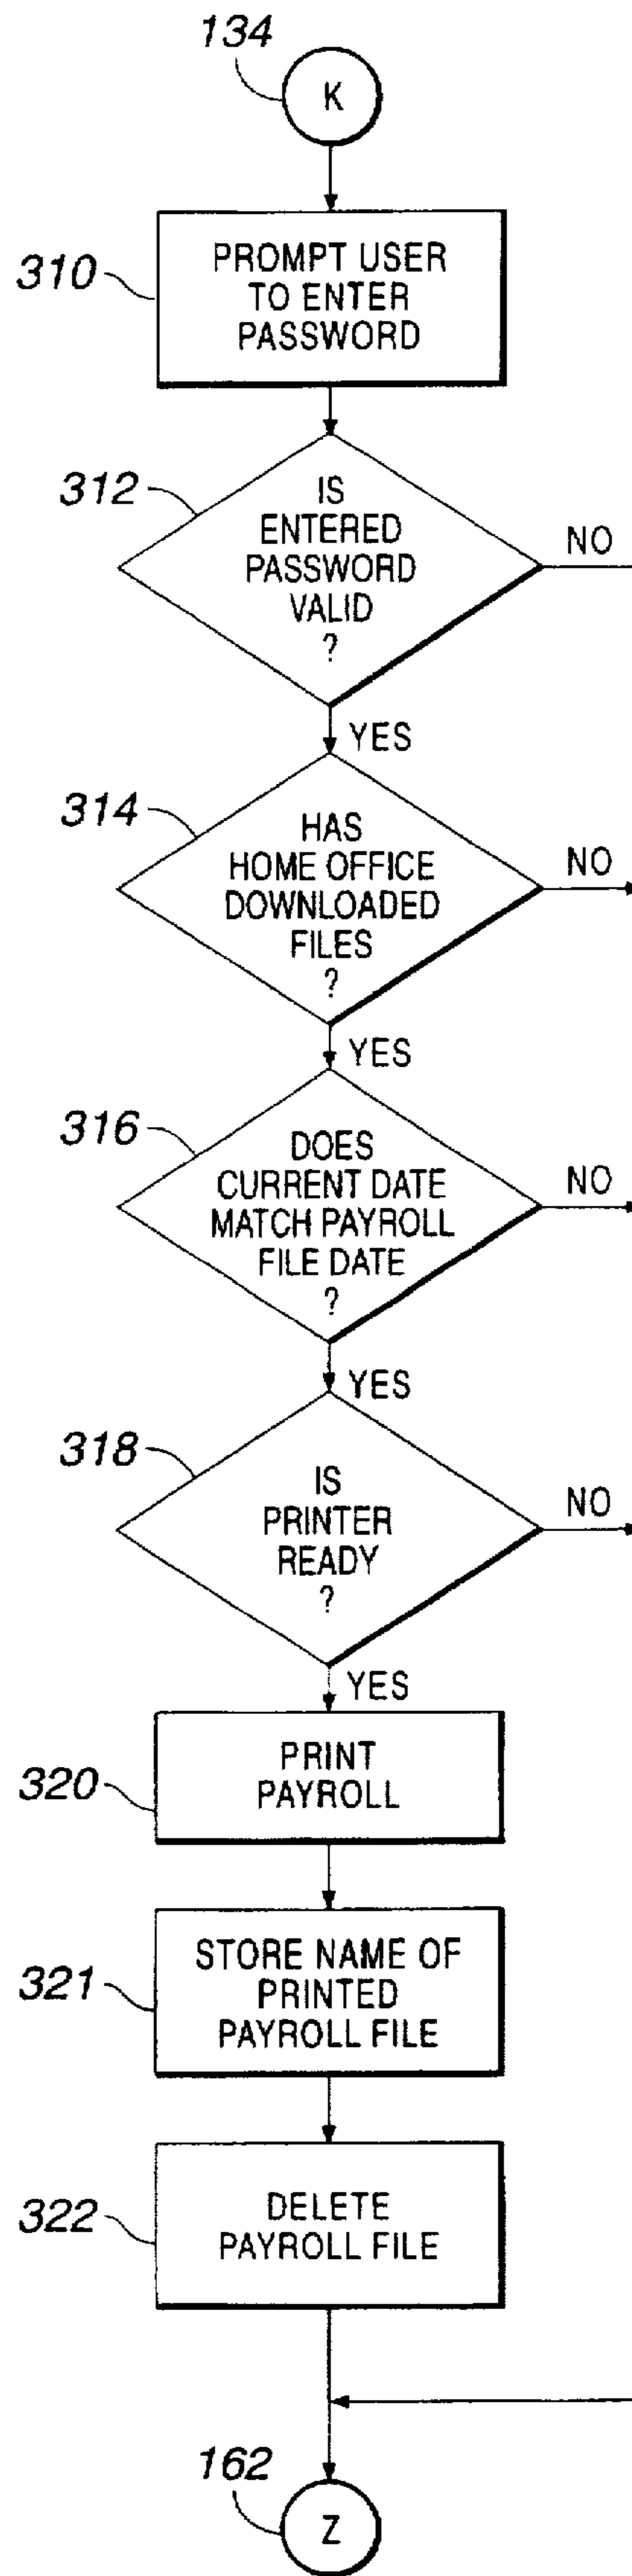 134
K
310
PROMPT USER
TO ENTER
PASSWORD
312
IS
ENTERED
PASSWORD
VALID
?
NO
YES
314
HAS
HOME OFFICE
DOWNLOADED
FILES
?
NO
YES
316
DOES
CURRENT DATE
MATCH PAYROLL
FILE DATE
?
NO
YES
318
IS
PRINTER
READY
?
NO
YES
320
PRINT
PAYROLL
321
STORE NAME OF
PRINTED
PAYROLL FILE
322
DELETE
PAYROLL FILE
162
Z